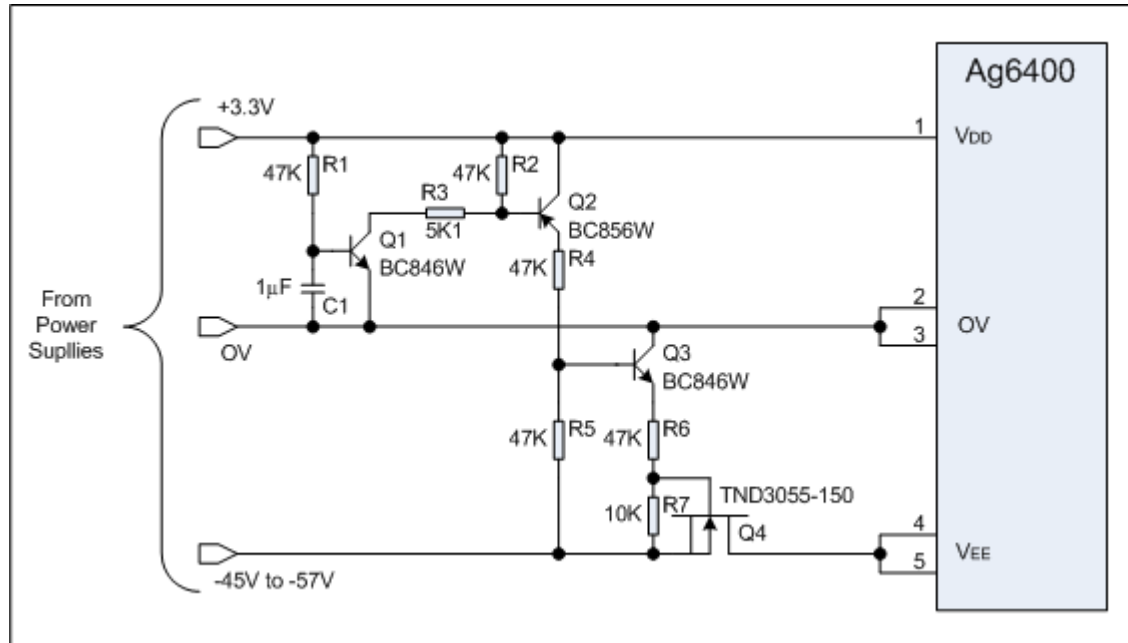 Ag6400
+3.3V
1
VDD
47K
R1
47K
R2
R3
5K1
Q2
BC856W
Q1
BC846W
47K
R4
1µF
C1
From
Power
Supllies
OV
2
3
OV
Q3
BC846W
47K
R5
47K
R6
TND3055-150
10K
R7
Q4
4
5
VEE
-45V to -57V